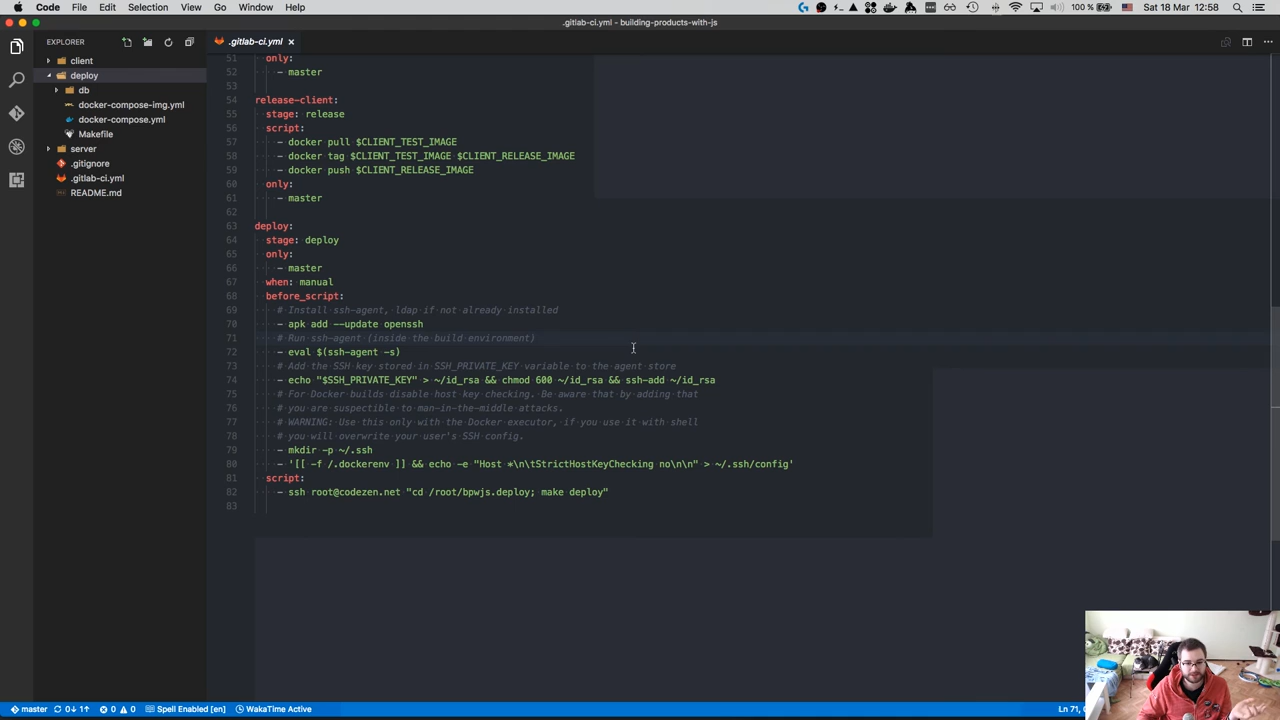 Code File Edit Selection View Go Window Help 100 % Sat 18 Mar 12:58
.gitlab-ci.yml - building-products-with-js
EXPLORER
.gitlab-ci.yml
client
deploy
db
docker-compose-img.yml
docker-compose.yml
Makefile
server
.gitignore
.gitlab-ci.yml
README.md
51 only:
52 - master
53
54 release-client:
55 stage: release
56 script:
57 - docker pull $CLIENT_TEST_IMAGE
58 - docker tag $CLIENT_TEST_IMAGE $CLIENT_RELEASE_IMAGE
59 - docker push $CLIENT_RELEASE_IMAGE
60 only:
61 - master
62
63 deploy:
64 stage: deploy
65 only:
66 - master
67 when: manual
68 before_script:
69 # Install ssh-agent, ldap if not already installed
70 - apk add --update openssh
71 # Run ssh-agent (inside the build environment)
72 - eval $(ssh-agent -s)
73 # Add the SSH key stored in SSH_PRIVATE_KEY variable to the agent store
74 - echo "$SSH_PRIVATE_KEY" > ~/id_rsa && chmod 600 ~/id_rsa && ssh-add ~/id_rsa
75 # For Docker builds disable host key checking. Be aware that by adding that
76 # you are suspectible to man-in-the-middle attacks.
77 # WARNING: Use this only with the Docker executor, if you use it with shell
78 # you will overwrite your user's SSH config.
79 - mkdir -p ~/.ssh
80 - '[[ -f /.dockerenv ]] && echo -e "Host *\n\tStrictHostKeyChecking no\n\n" > ~/.ssh/config'
81 script:
82 - ssh root@codezen.net "cd /root/bpwjs.deploy; make deploy"
83
master 0↓ 1↑ 0 0 Spell Enabled [en] WakaTime Active Ln 71,